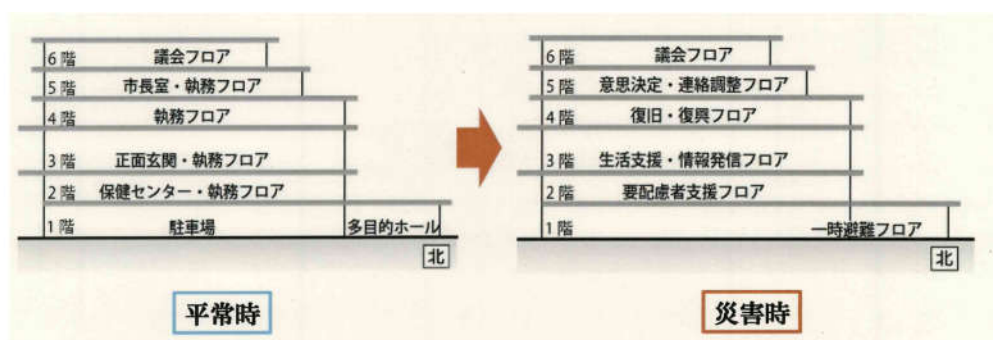 6階 議会フロア
5階 市長室・執務フロア
4階 執務フロア
3階 正面玄関・執務フロア
2階 保健センター・執務フロア
1階 駐車場 多目的ホール
北
平常時
6階 議会フロア
5階 意思決定・連絡調整フロア
4階 復旧・復興フロア
3階 生活支援・情報発信フロア
2階 要配慮者支援フロア
1階 一時避難フロア
北
災害時